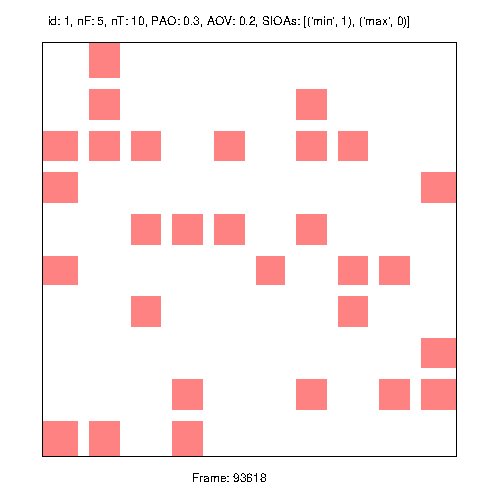 id: 1, nF: 5, nT: 10, PAO: 0.3, AOV: 0.2, SIOAs: [('min', 1), ('max', 0)]
Frame: 93618